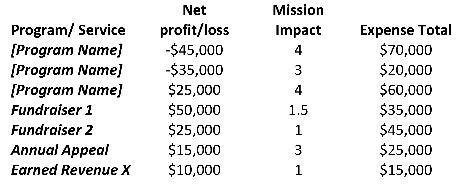 Net Mission
Program/ Service profit/loss Impact Expense Total
[Program Name] -$45,000 4 $70,000
[Program Name] -$35,000 3 $20,000
[Program Name] $25,000 4 $60,000
Fundraiser 1 $50,000 1.5 $35,000
Fundraiser 2 $25,000 1 $45,000
Annual Appeal $15,000 3 $25,000
Earned Revenue X $10,000 1 $15,000